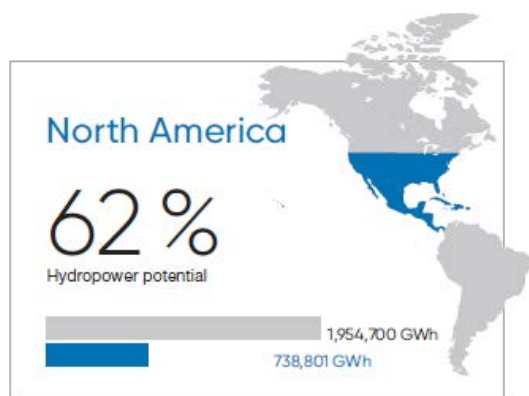 North America
62 %
Hydropower potential
1,954,700 GWh
738,801 GWh